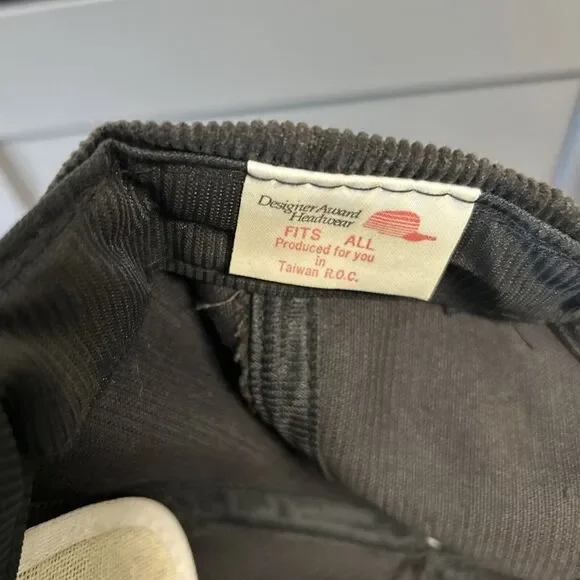 Designer Award
Headwear
FITS ALL
Produced for you
in
Taiwan R.O.C.